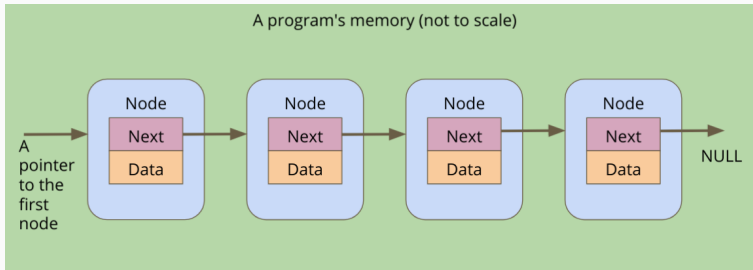 A program's memory (not to scale)
A
pointer
to the
first
node
Node
Next
Data
Node
Next
Data
Node
Next
Data
Node
Next
Data
NULL